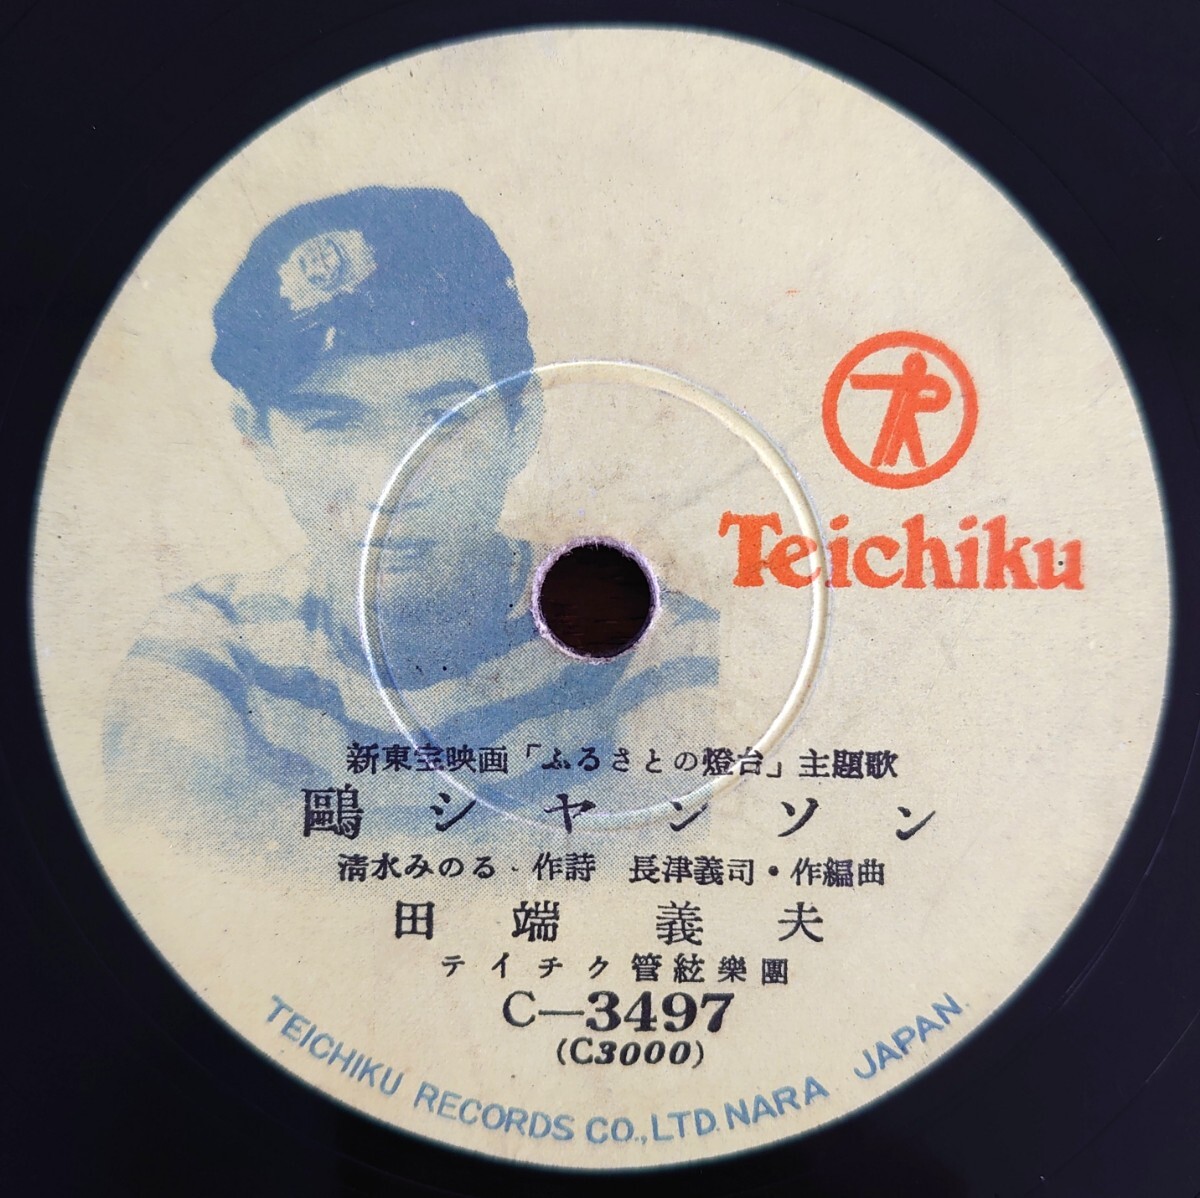 Teichiku
新東宝映画「ふるさとの燈台」主題歌
鷗シヤンソン
清水みのる・作詩 長津義司・作編曲
田端義夫
テイチク管絃樂團
C-3497
(C3000)
TEICHIKU RECORDS CO., LTD. NARA JAPAN.